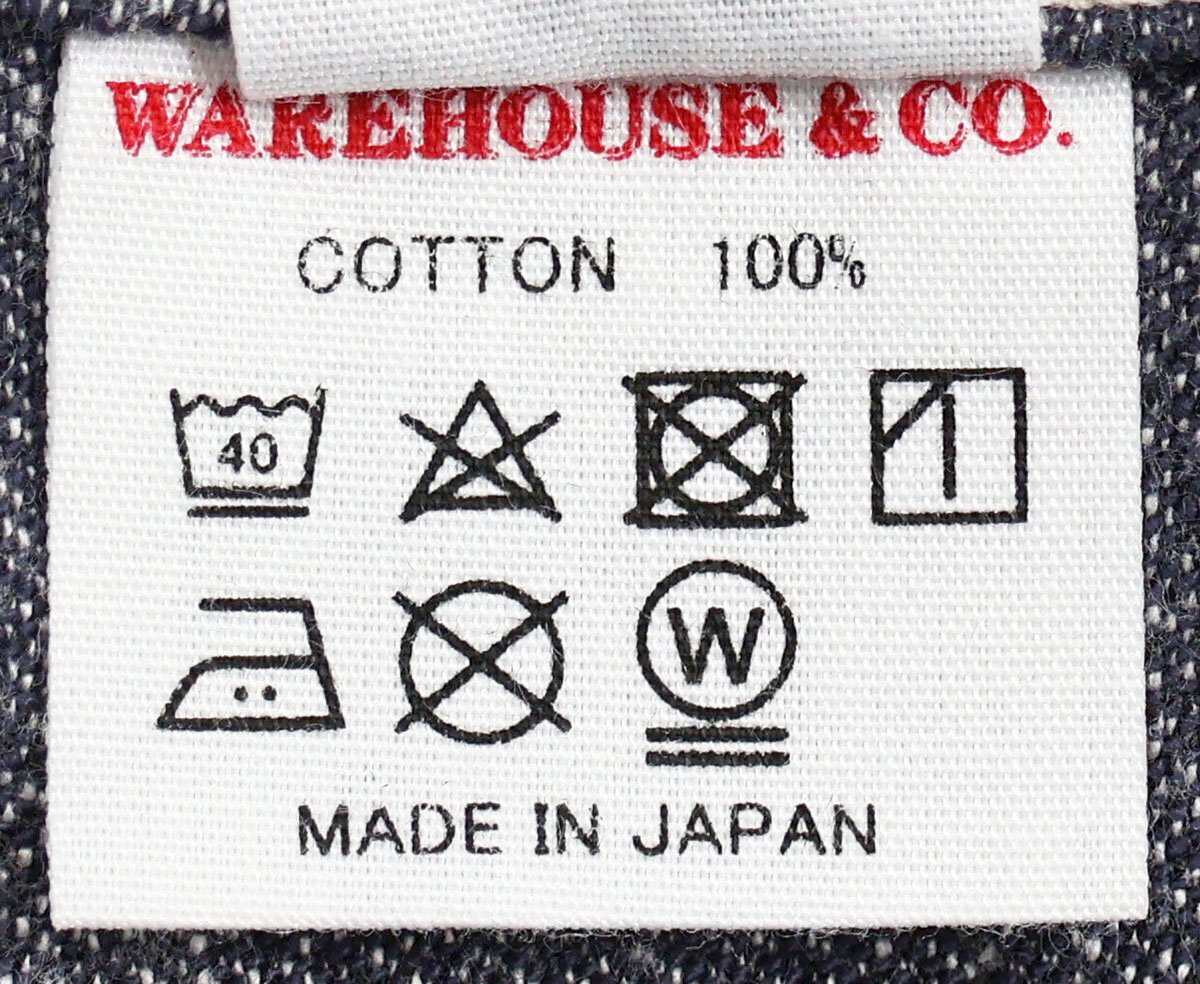 WAREHOUSE & CO.
COTTON 100%
40
W
MADE IN JAPAN